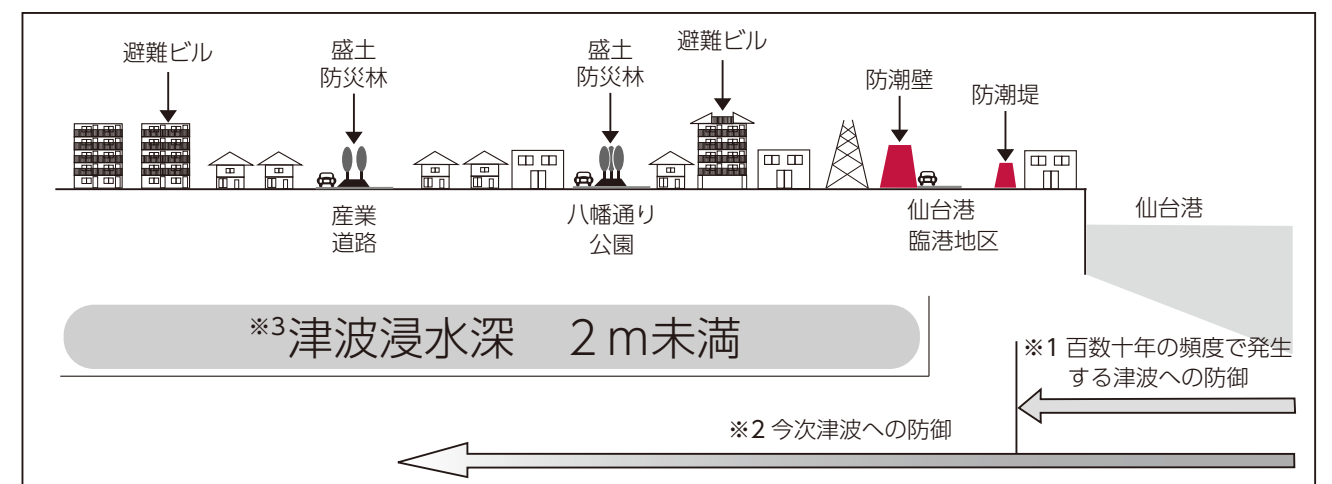 避難ビル
盛土
防災林
盛土
防災林
避難ビル
防潮壁
防潮堤
産業
道路
八幡通り
公園
仙台港
臨港地区
仙台港
※3津波浸水深　2m未満
※1 百数十年の頻度で発生
する津波への防御
※2 今次津波への防御